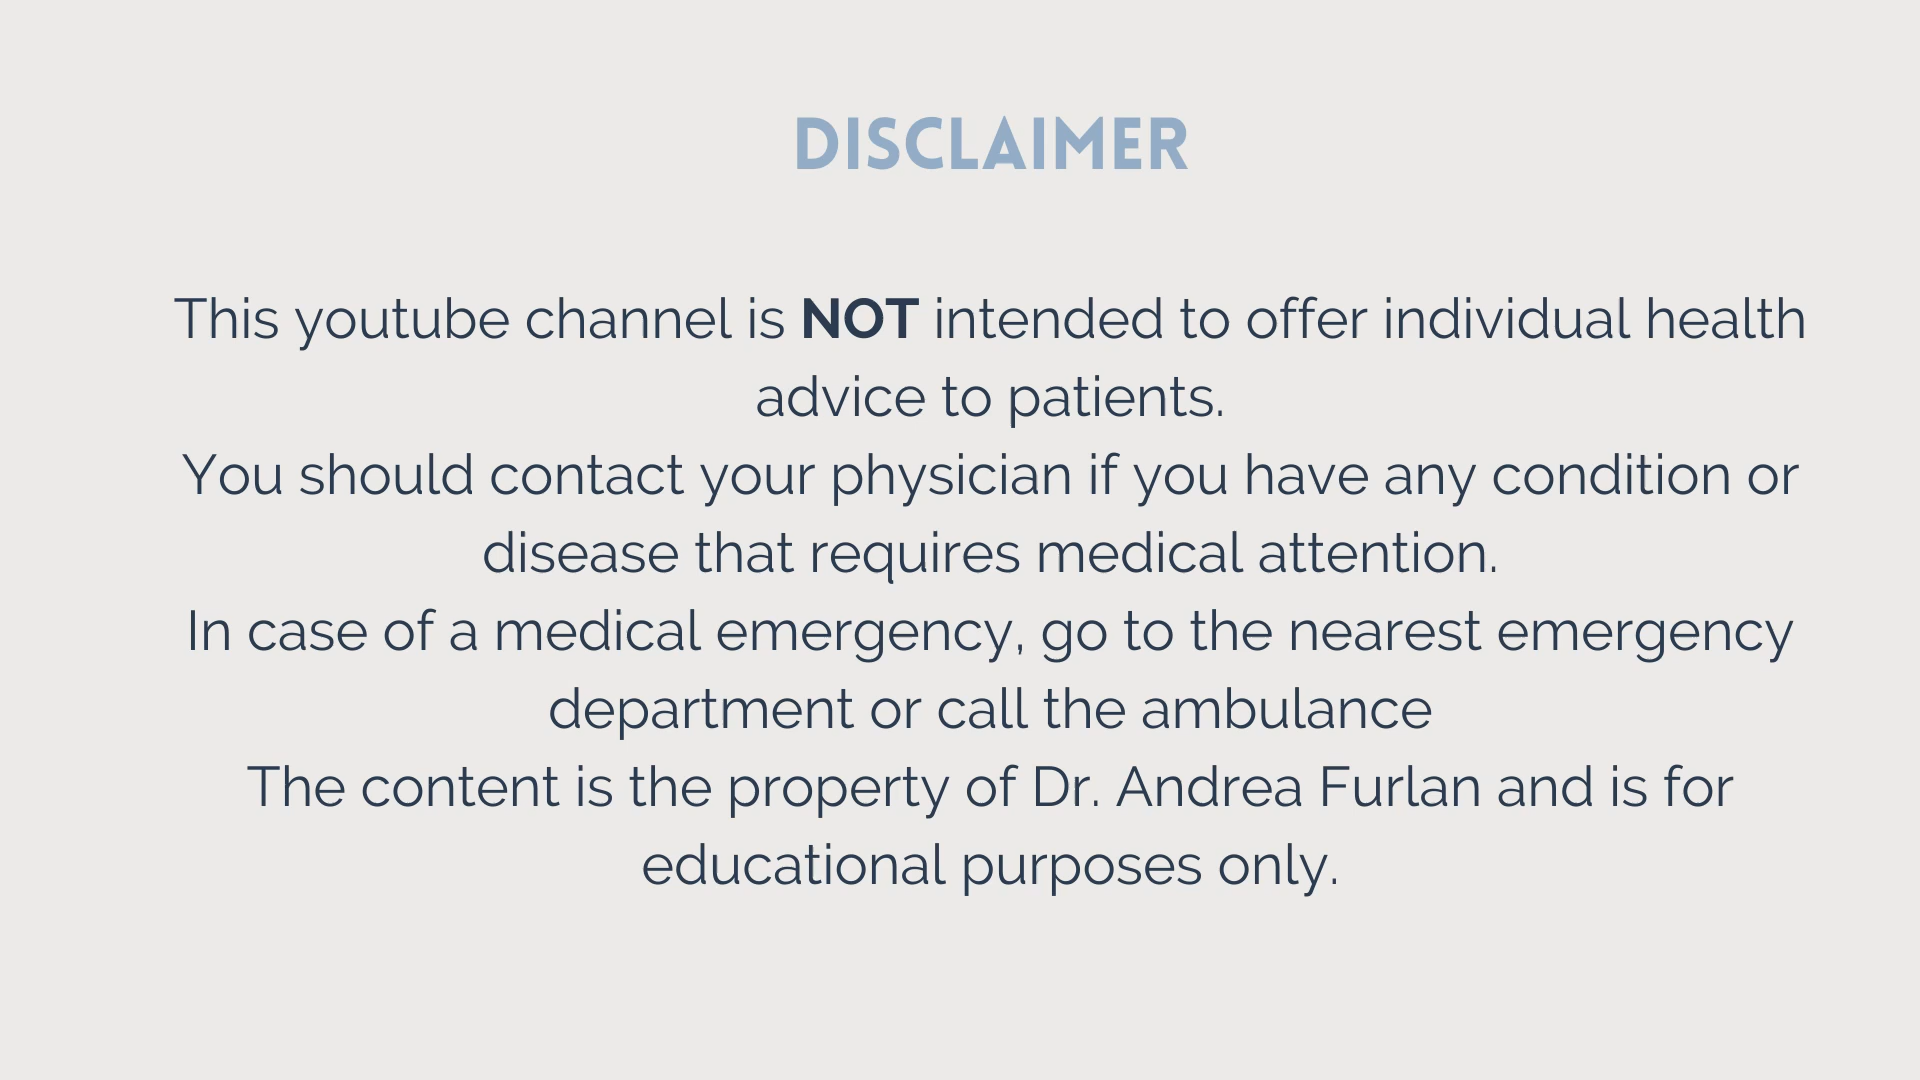 DISCLAIMER
This youtube channel is NOT intended to offer individual health
advice to patients.
You should contact your physician if you have any condition or
disease that requires medical attention.
In case of a medical emergency, go to the nearest emergency
department or call the ambulance
The content is the property of Dr. Andrea Furlan and is for
educational purposes only.